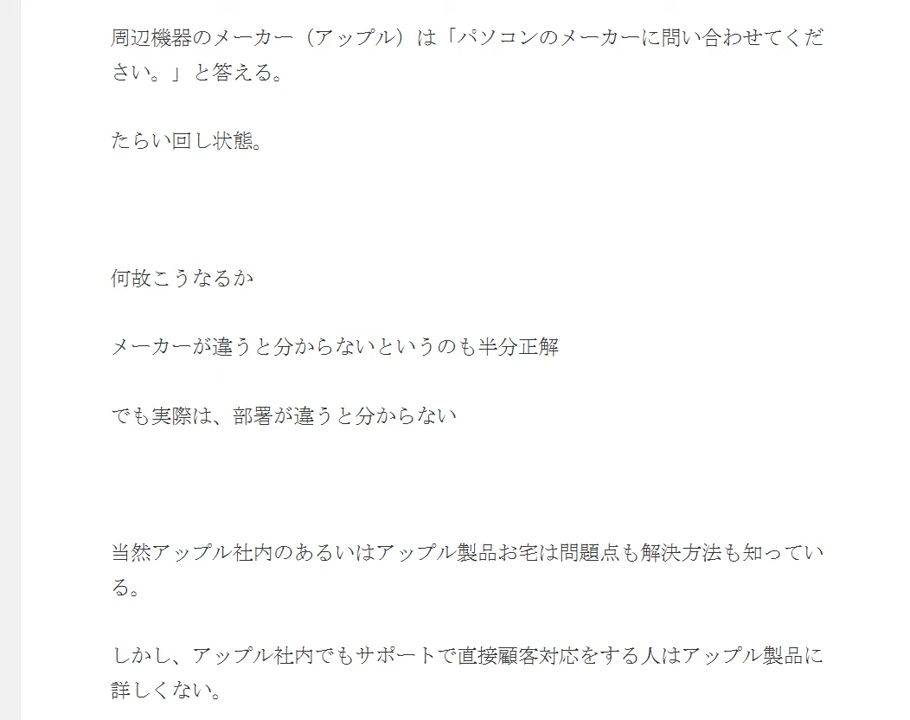 周辺機器のメーカー（アップル）は「パソコンのメーカーに問い合わせてくだ
さい。」と答える。
たらい回し状態。
何故こうなるか
メーカーが違うと分からないというのも半分正解
でも実際は、部署が違うと分からない
当然アップル社内のあるいはアップル製品お宅は問題点も解決方法も知ってい
る。
しかし、アップル社内でもサポートで直接顧客対応をする人はアップル製品に
詳しくない。